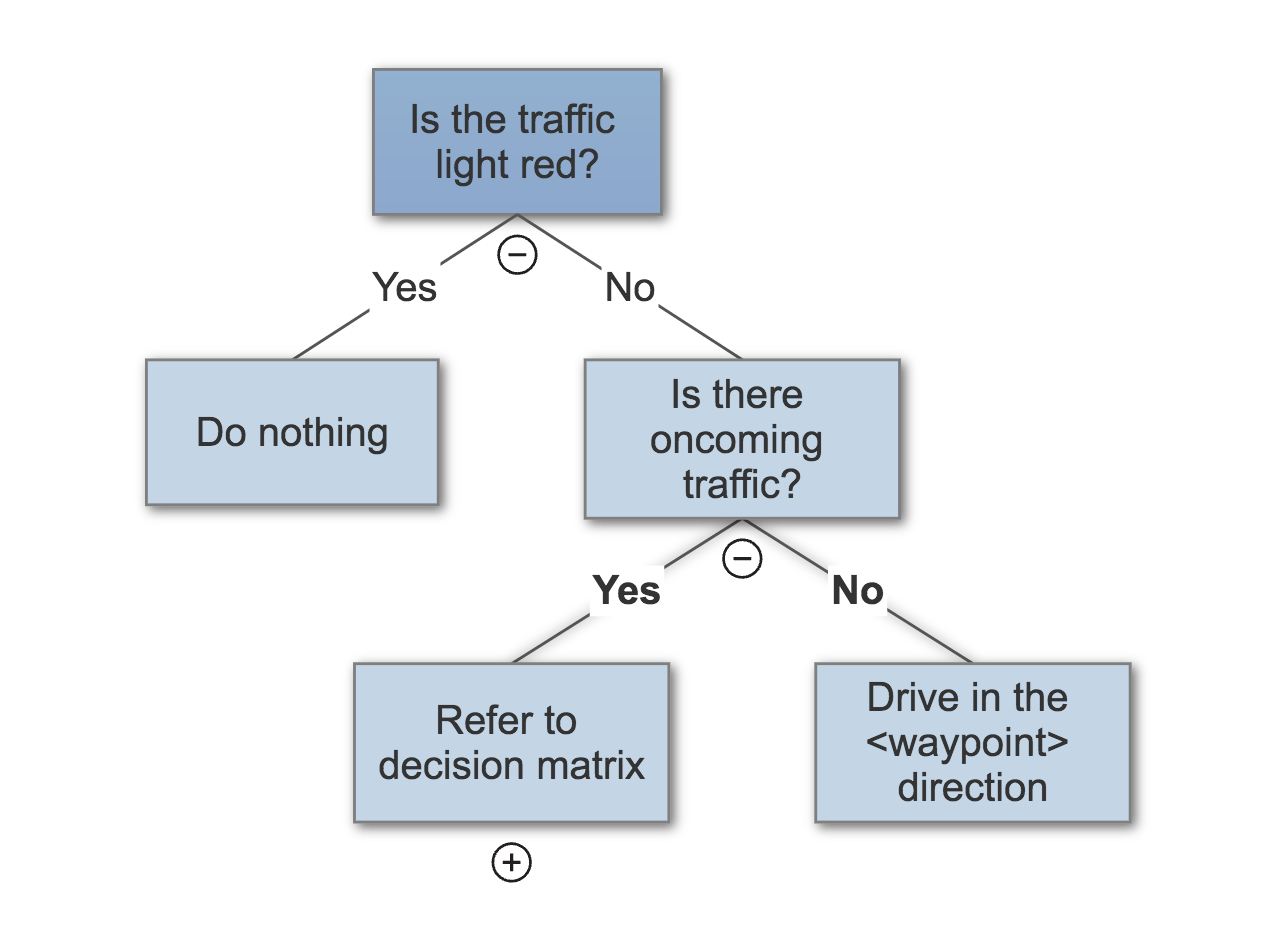 Is the traffic
light red?
Yes
No
Do nothing
Is there
oncoming
traffic?
Yes
No
Refer to
decision matrix
Drive in the
<waypoint>
direction